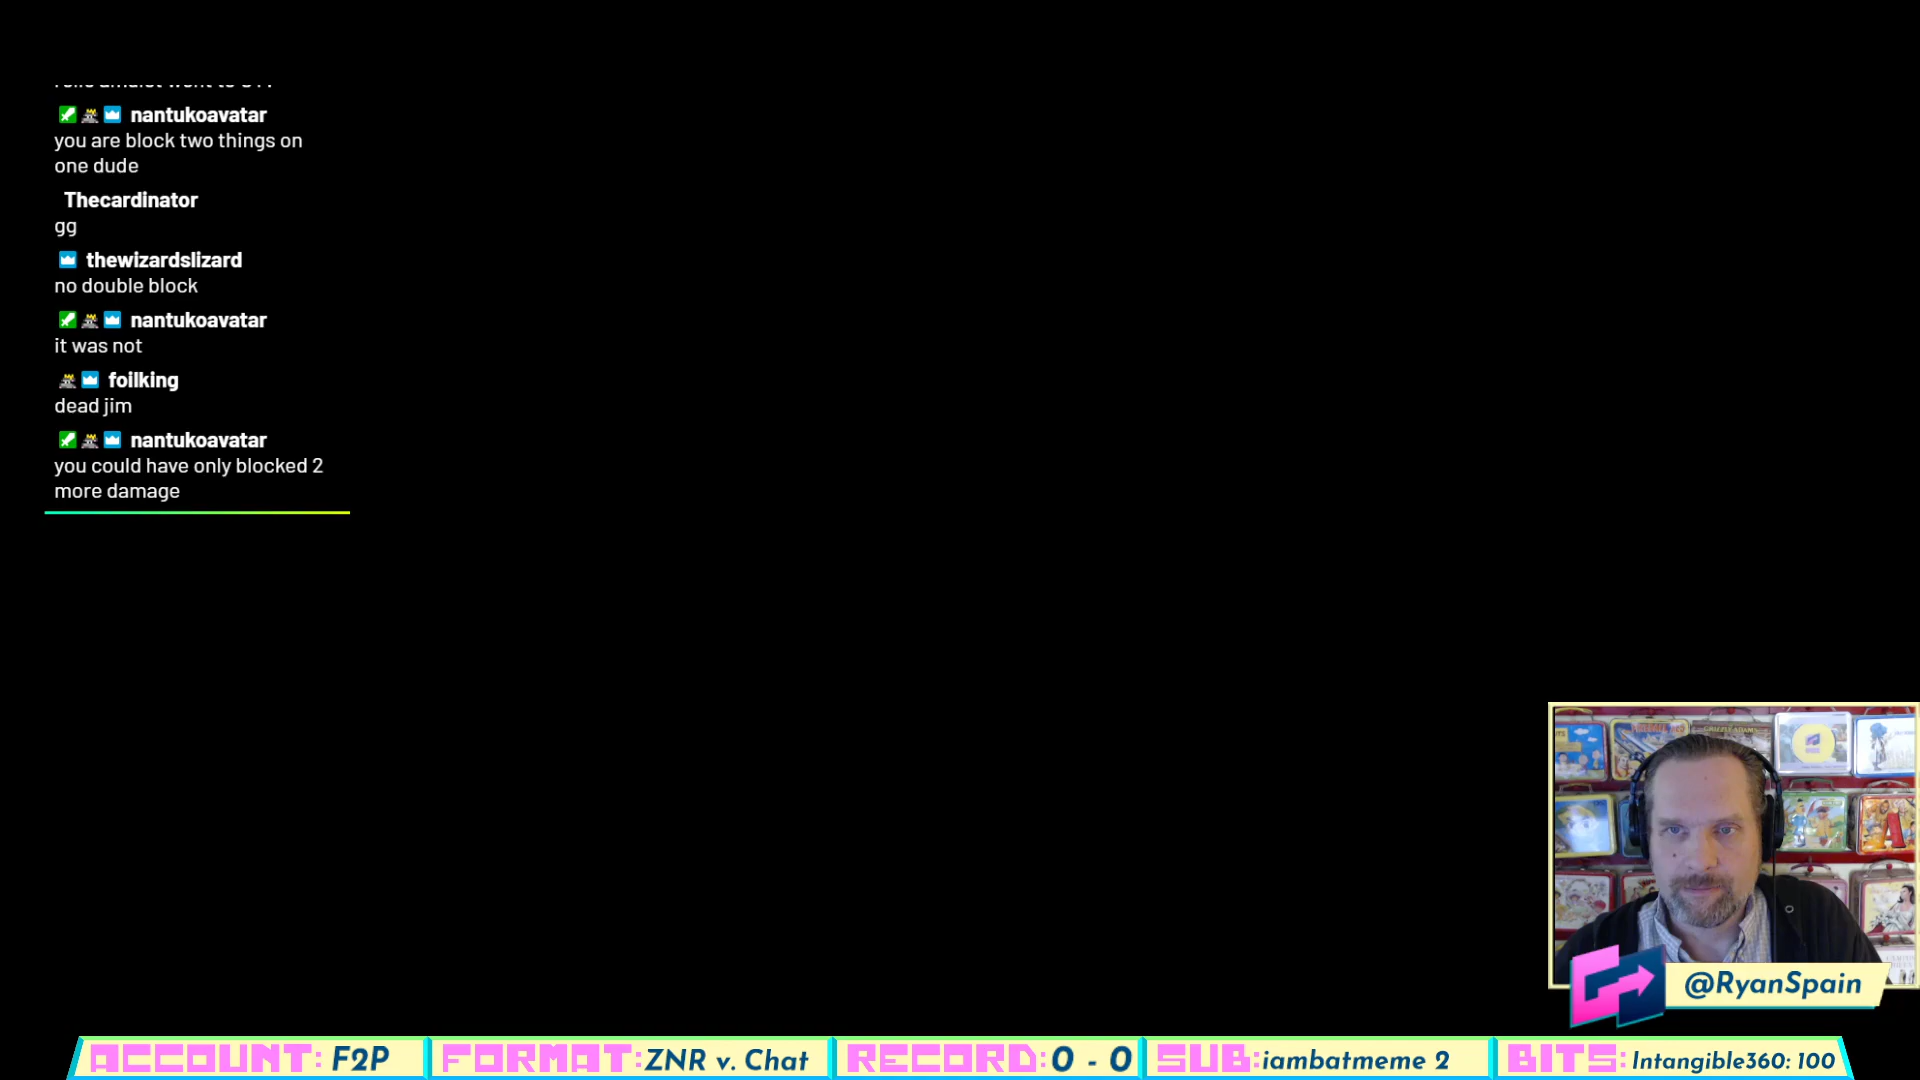 nantukoavatar
you are block two things on
one dude
Thecardinator
gg
thewizardslizard
no double block
nantukoavatar
it was not
foilking
dead jim
nantukoavatar
you could have only blocked 2
more damage
@RyanSpain
ACCOUNT: F2P
FORMAT: ZNR v. Chat
RECORD: 0 - 0
SUB: iambatmeme 2
BITS: Intangible360: 100